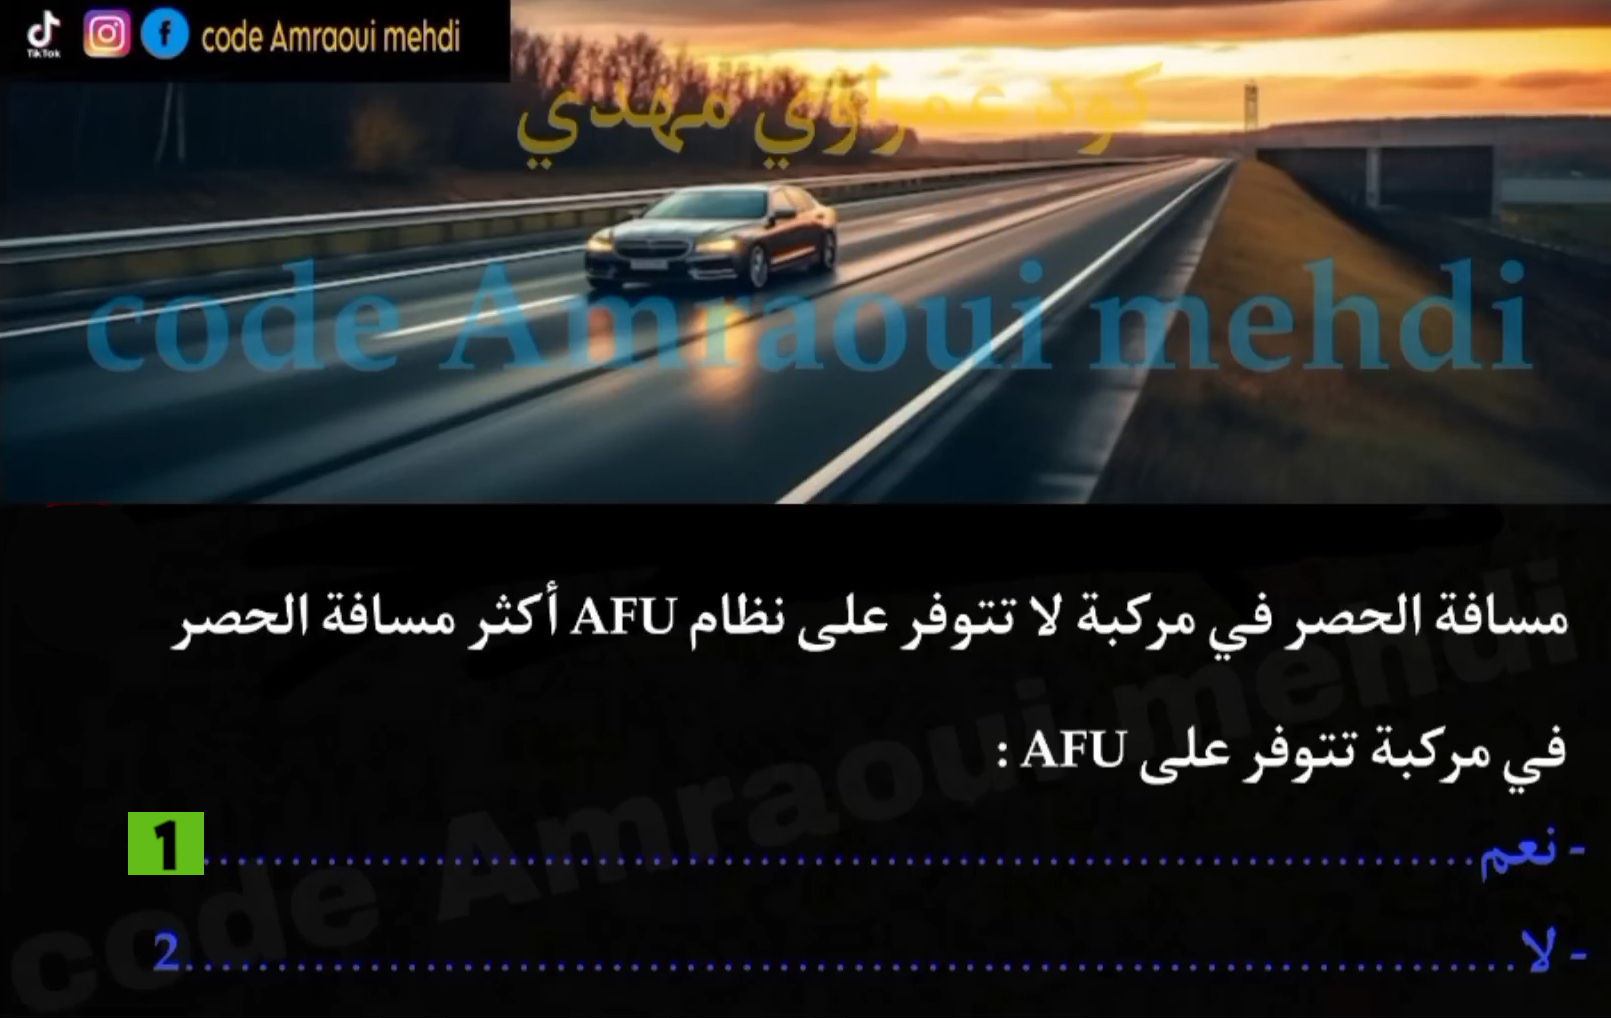 TikTok
code Amraoui mehdi
كود عمراوي مهدي
code Amraoui mehdi
مسافة الحصر في مركبة لا تتوفر على نظام AFU أكثر مسافة الحصر
في مركبة تتوفر على AFU :
- نعم 1
- لا 2
code Amraoui mehdi